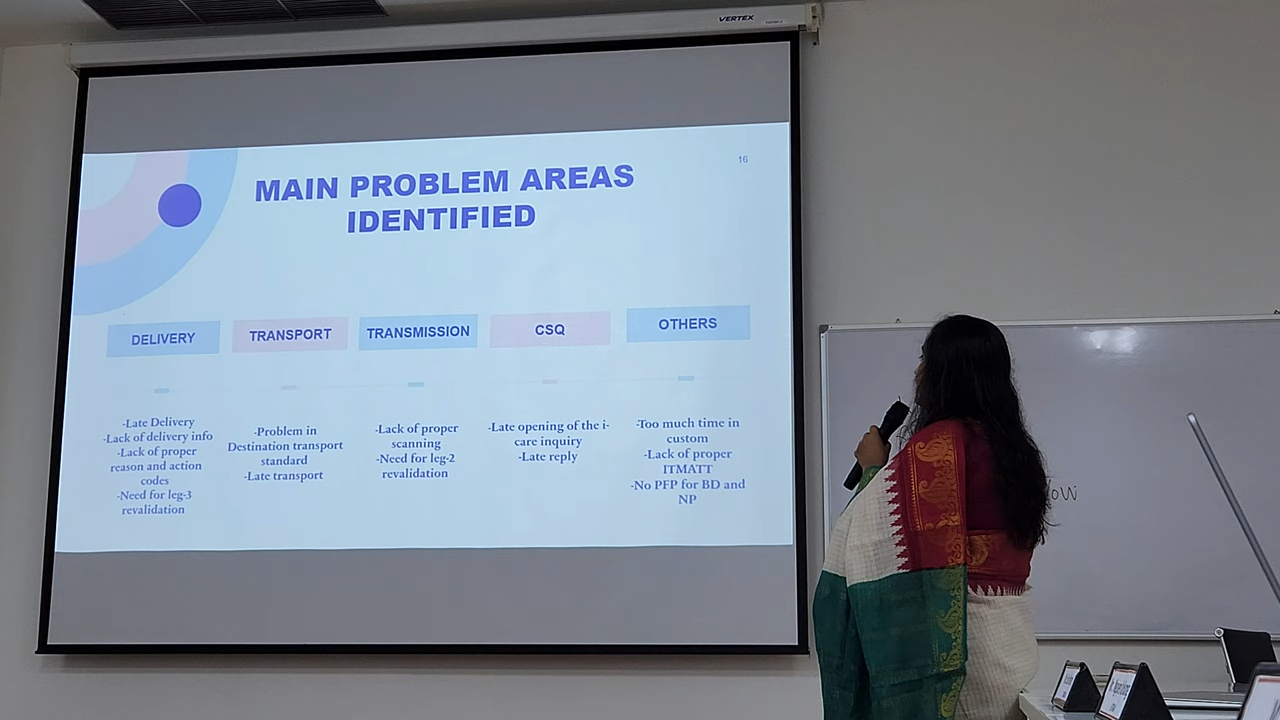 VERTEX
16
MAIN PROBLEM AREAS
IDENTIFIED
DELIVERY
-Late Delivery
-Lack of delivery info
-Lack of proper
reason and action
codes
-Need for leg-3
revalidation
TRANSPORT
-Problem in
Destination transport
standard
-Late transport
TRANSMISSION
-Lack of proper
scanning
-Need for leg-2
revalidation
CSQ
-Late opening of the i-
care inquiry
-Late reply
OTHERS
-Too much time in
custom
-Lack of proper
ITMATT
-No PFP for BD and
NP